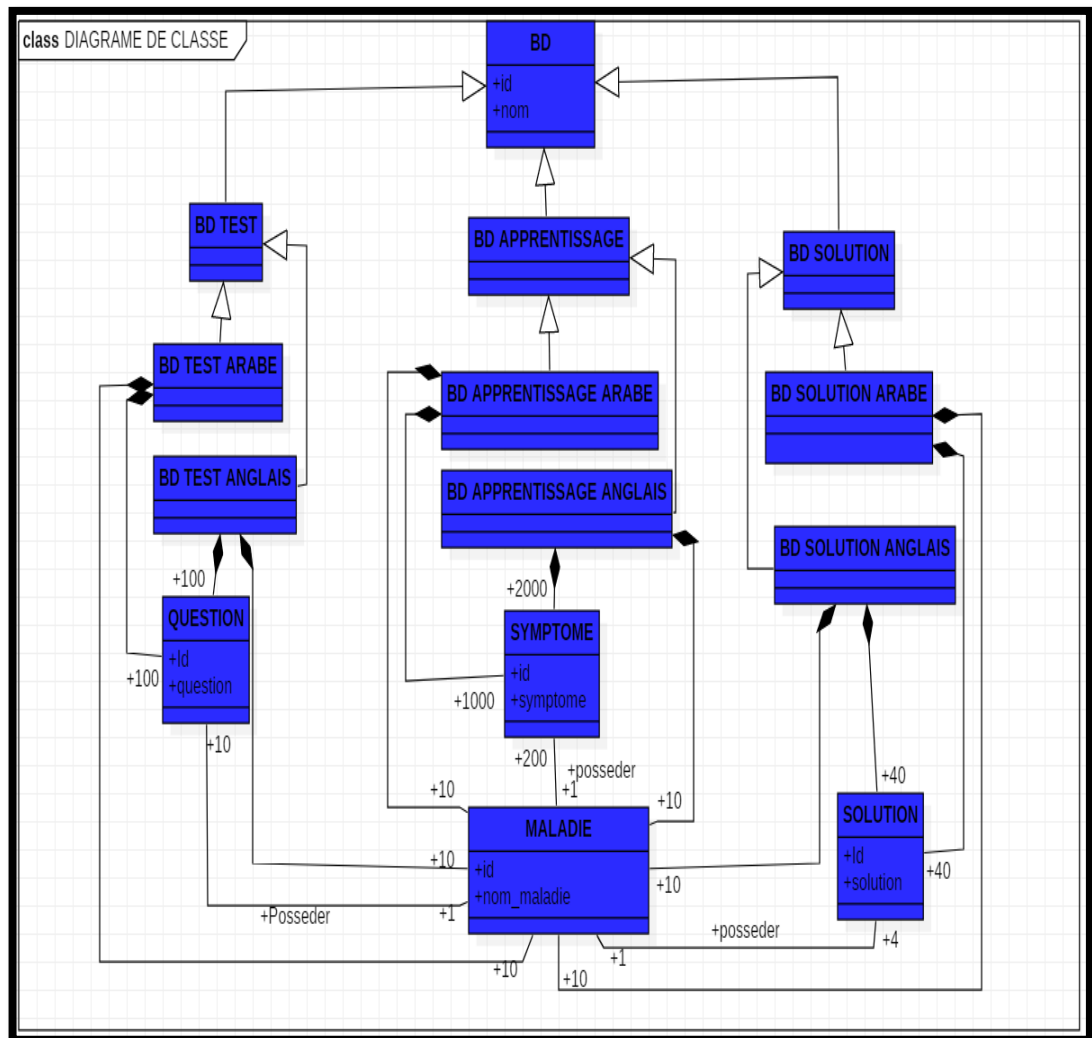 class DIAGRAME DE CLASSE
BD
+id
+nom
BD TEST
BD APPRENTISSAGE
BD SOLUTION
BD TEST ARABE
BD APPRENTISSAGE ARABE
BD SOLUTION ARABE
BD TEST ANGLAIS
BD APPRENTISSAGE ANGLAIS
BD SOLUTION ANGLAIS
+100
+2000
QUESTION
+Id
+question
+100
+10
SYMPTOME
+id
+symptome
+1000
+200
+posseder
+1
+10
+10
+40
MALADIE
+id
+nom_maladie
+10
+10
+1
+Posseder
SOLUTION
+Id
+solution
+40
+4
+posseder
+1
+10
+10